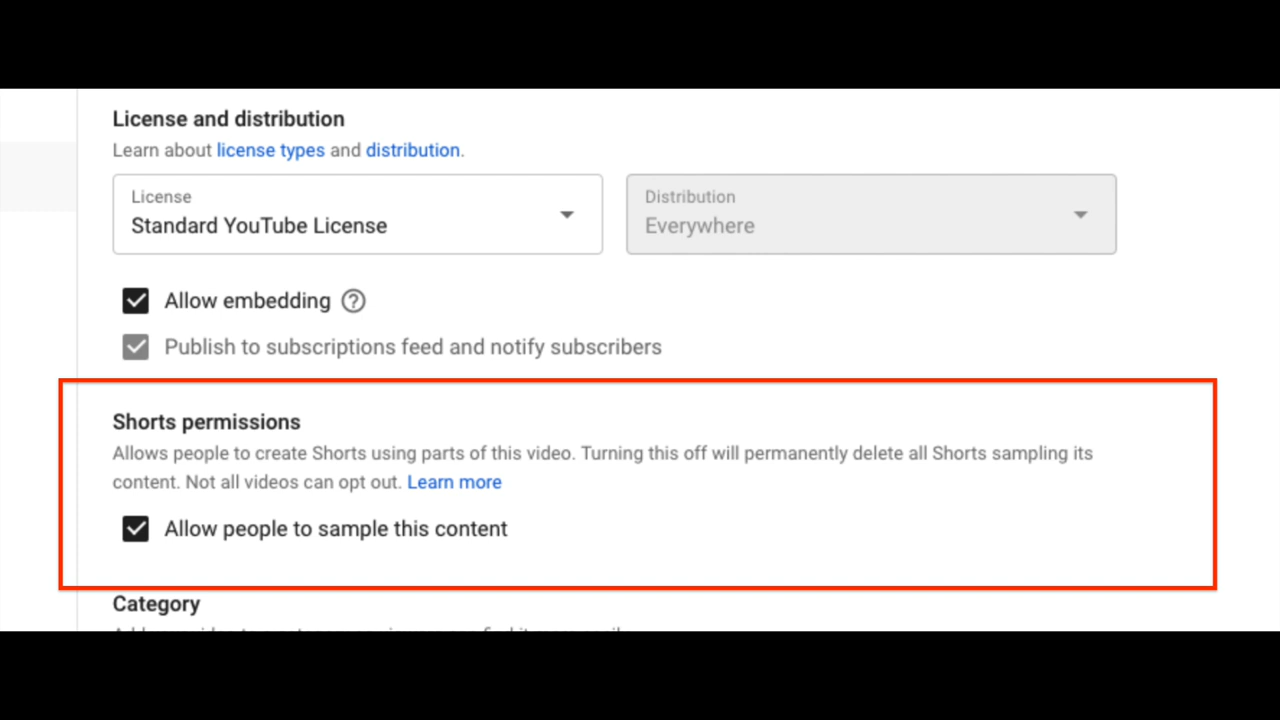 License and distribution
Learn about license types and distribution.
License
Standard YouTube License
Distribution
Everywhere
Allow embedding
Publish to subscriptions feed and notify subscribers
Shorts permissions
Allows people to create Shorts using parts of this video. Turning this off will permanently delete all Shorts sampling its
content. Not all videos can opt out. Learn more
Allow people to sample this content
Category